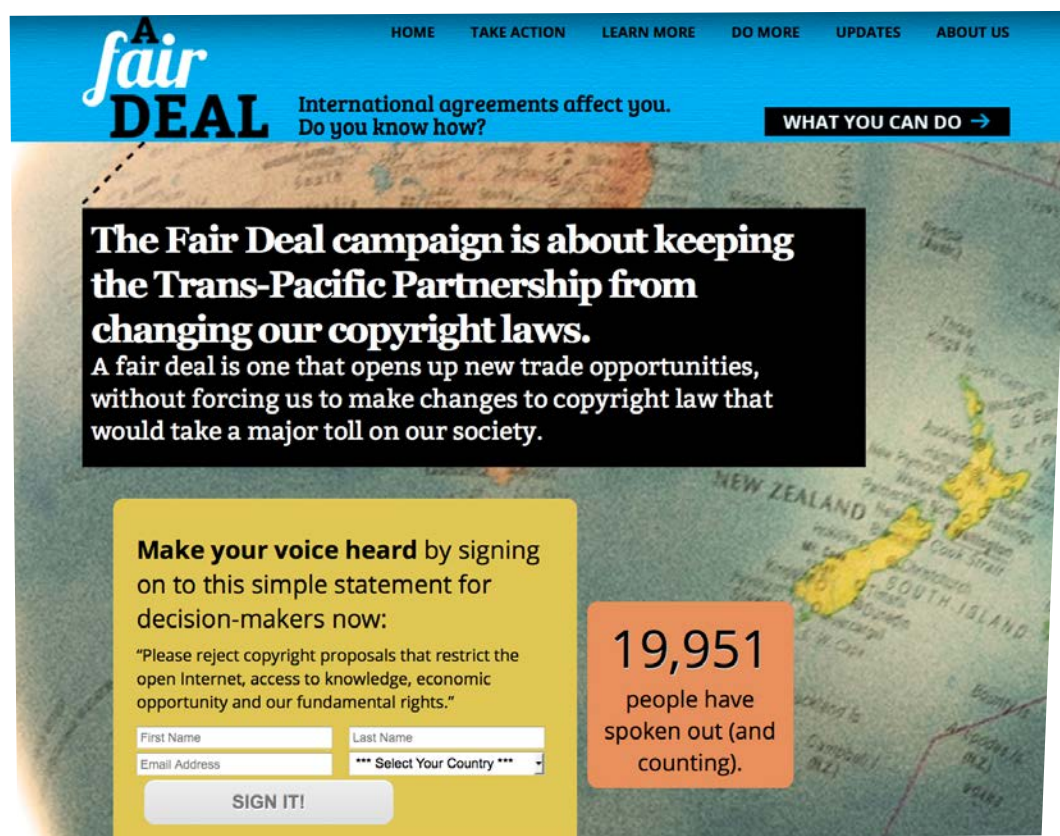 A
fair
DEAL
HOME TAKE ACTION LEARN MORE DO MORE UPDATES ABOUT US
International agreements affect you.
Do you know how?
WHAT YOU CAN DO →
The Fair Deal campaign is about keeping
the Trans-Pacific Partnership from
changing our copyright laws.
A fair deal is one that opens up new trade opportunities,
without forcing us to make changes to copyright law that
would take a major toll on our society.
NEW ZEALAND
Cook Strait
SOUTH ISLAND
Make your voice heard by signing
on to this simple statement for
decision-makers now:
"Please reject copyright proposals that restrict the
open Internet, access to knowledge, economic
opportunity and our fundamental rights."
First Name Last Name
Email Address *** Select Your Country ***
SIGN IT!
19,951
people have
spoken out (and
counting).